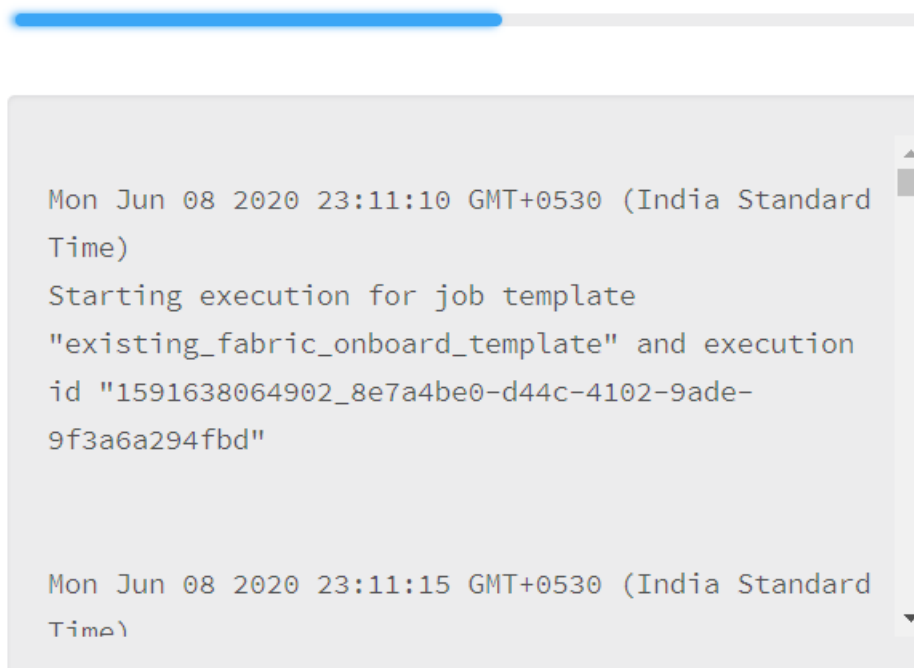 Mon Jun 08 2020 23:11:10 GMT+0530 (India Standard
Time)
Starting execution for job template
"existing_fabric_onboard_template" and execution
id "1591638064902_8e7a4be0-d44c-4102-9ade-
9f3a6a294fbd"
Mon Jun 08 2020 23:11:15 GMT+0530 (India Standard
Time)